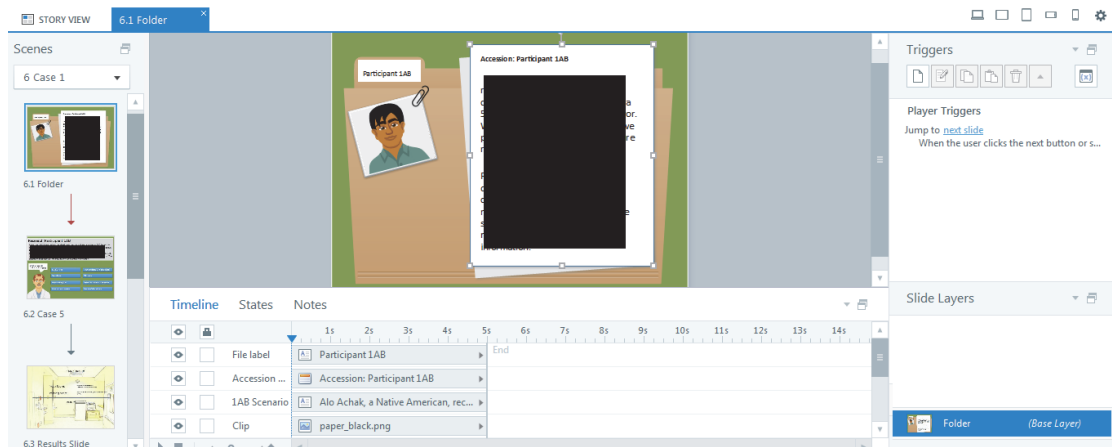 STORY VIEW
6.1 Folder
Scenes
6 Case 1
6.1 Folder
6.2 Case 5
6.3 Results Slide
Participant 1AB
Accession: Participant 1AB
a
or.
ve
re
e
information.
Timeline States Notes
1s 2s 3s 4s 5s 6s 7s 8s 9s 10s 11s 12s 13s 14s
End
File label Participant 1AB
Accession ... Accession: Participant 1AB
1AB Scenario Alo Achak, a Native American, rec...
Clip paper_black.png
Triggers
Player Triggers
Jump to next slide
When the user clicks the next button or s...
Slide Layers
Folder (Base Layer)